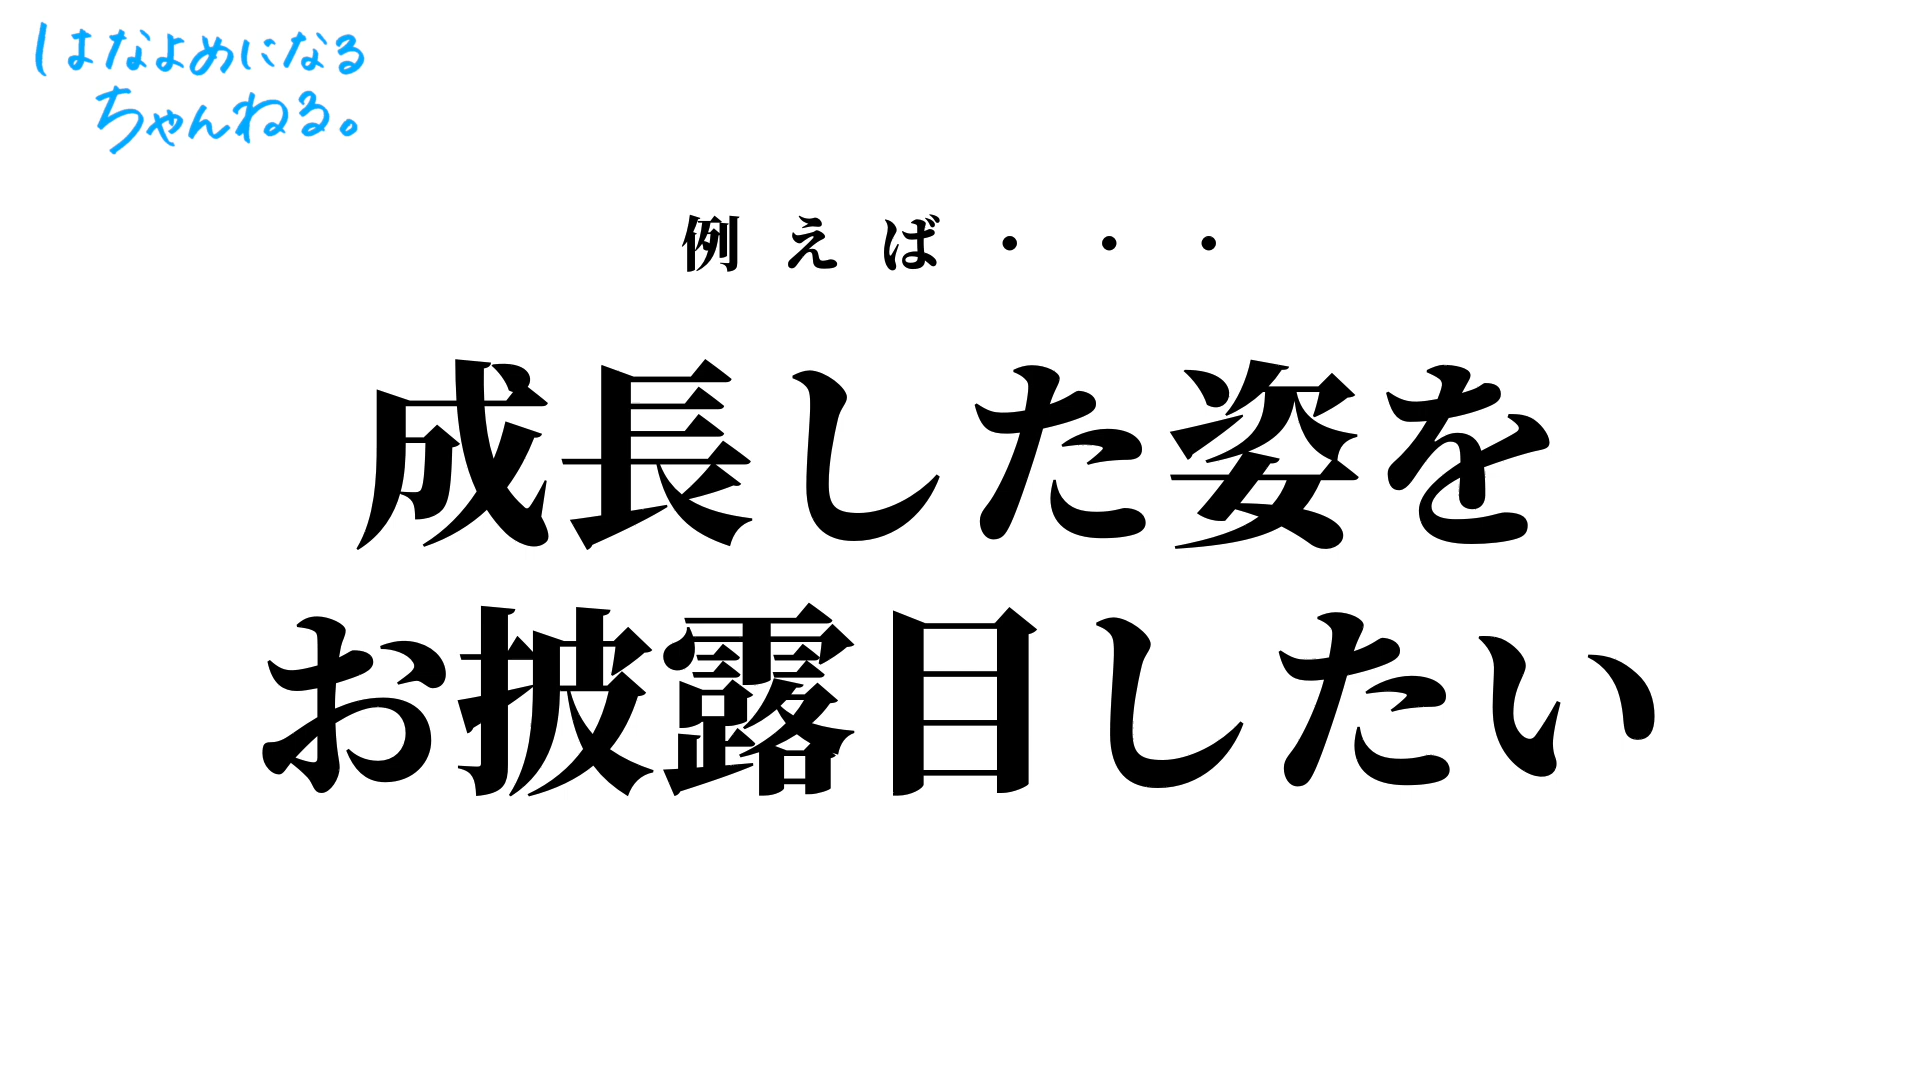 はなよめになる
ちゃんねる。
例えば・・・
成長した姿を
お披露目したい